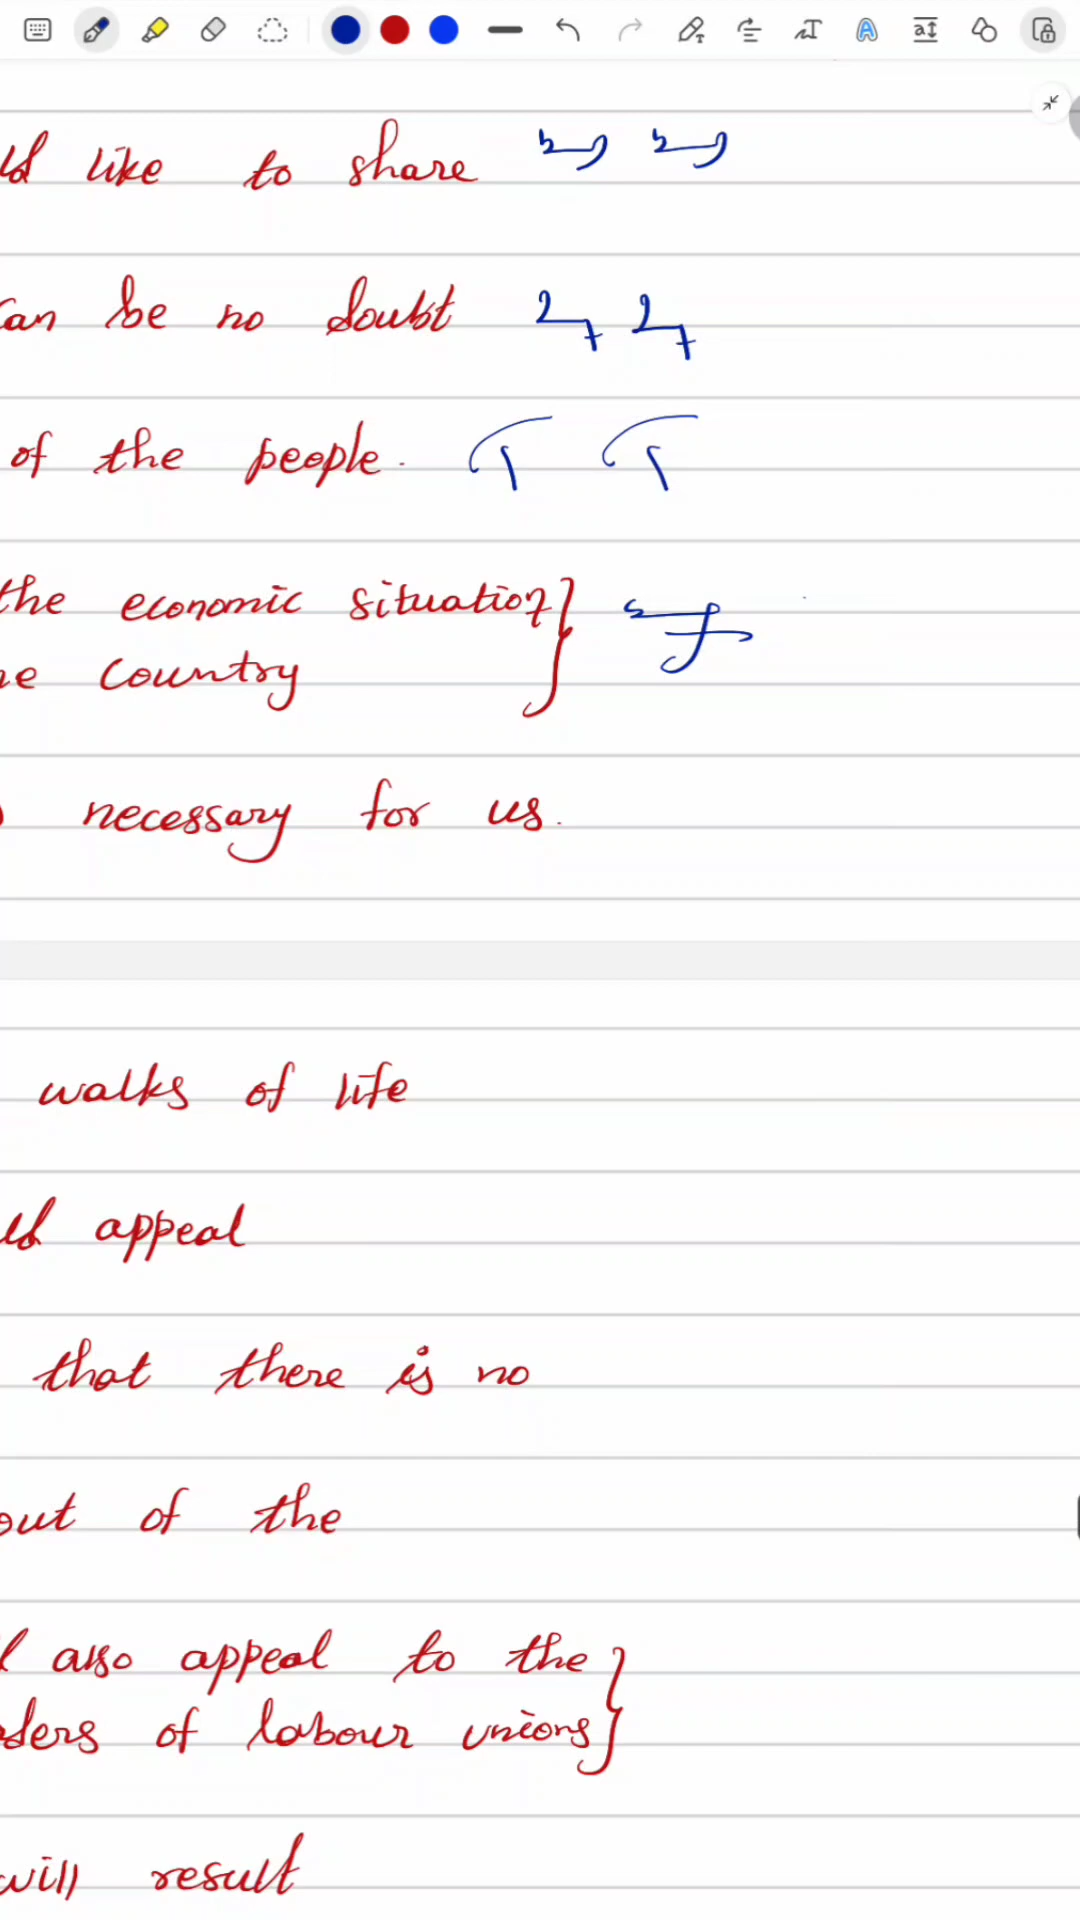 like to share
be no doubt
of the people.
the economic situation
country
necessary for us.
walks of life
appeal
that there is no
out of the
also appeal to the
of labour unions
will result